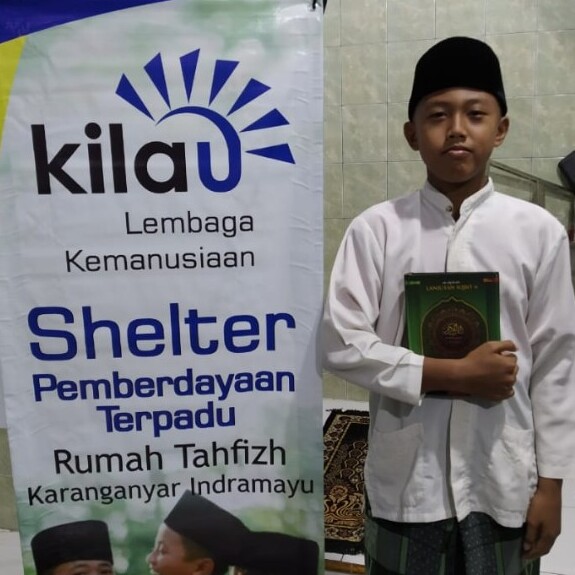 kilau
Lembaga
Kemanusiaan
Shelter
Pemberdayaan
Terpadu
Rumah Tahfizh
Karanganyar Indramayu